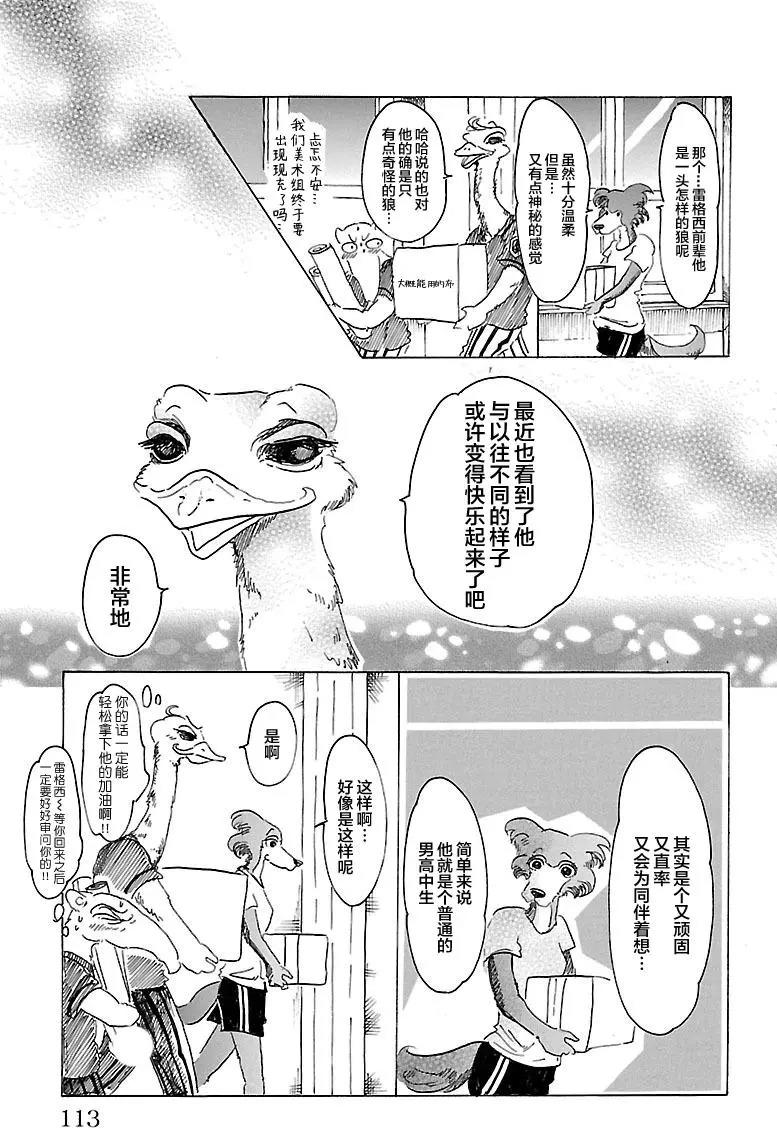 那个…雷格西前辈他
是一头怎样的狼呢
虽然十分温柔
但是…
又有点神秘的感觉
哈哈说的也对
他的确是只
有点奇怪的狼…
忐忑不安…
我们美术组终于要
出现现充了吗…
大概能用的布
最近也看到了他
与以往不同的样子
或许变得快乐起来了吧
非常地
其实是个又顽固
又直率
又会为同伴着想…
简单来说
他就是个普通的
男高中生
这样啊…
好像是这样呢
是啊
你的话一定能
轻松拿下他的加油啊!!
雷格西~等你回来之后
一定要好好审问你的!!
113